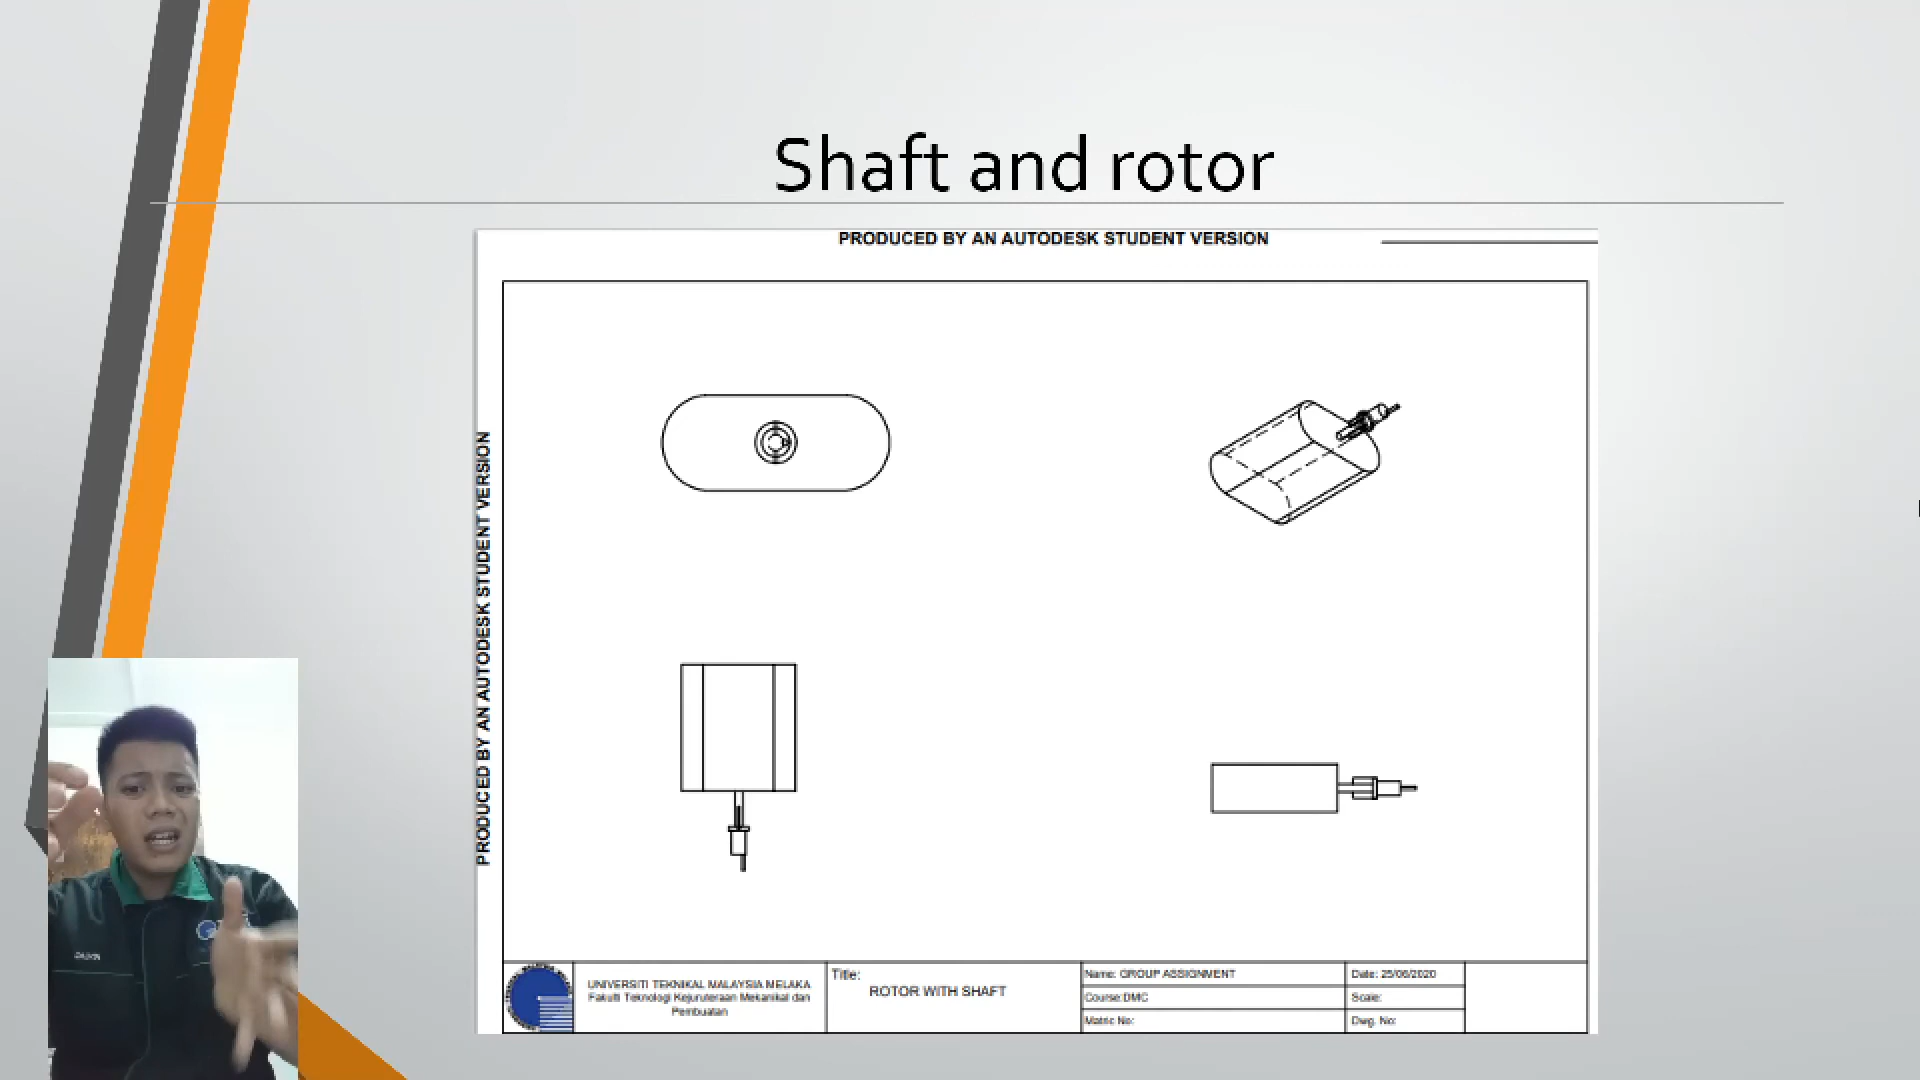 Shaft and rotor
PRODUCED BY AN AUTODESK STUDENT VERSION
PRODUCED BY AN AUTODESK STUDENT VERSION
UNIVERSITI TEKNIKAL MALAYSIA MELAKA
Fakulti Teknologi Kejuruteraan Mekanikal dan
Pembuatan
Title:
ROTOR WITH SHAFT
Name: GROUP ASSIGNMENT
Course:DMC
Matric No:
Date: 25/06/2020
Scale:
Dwg. No: